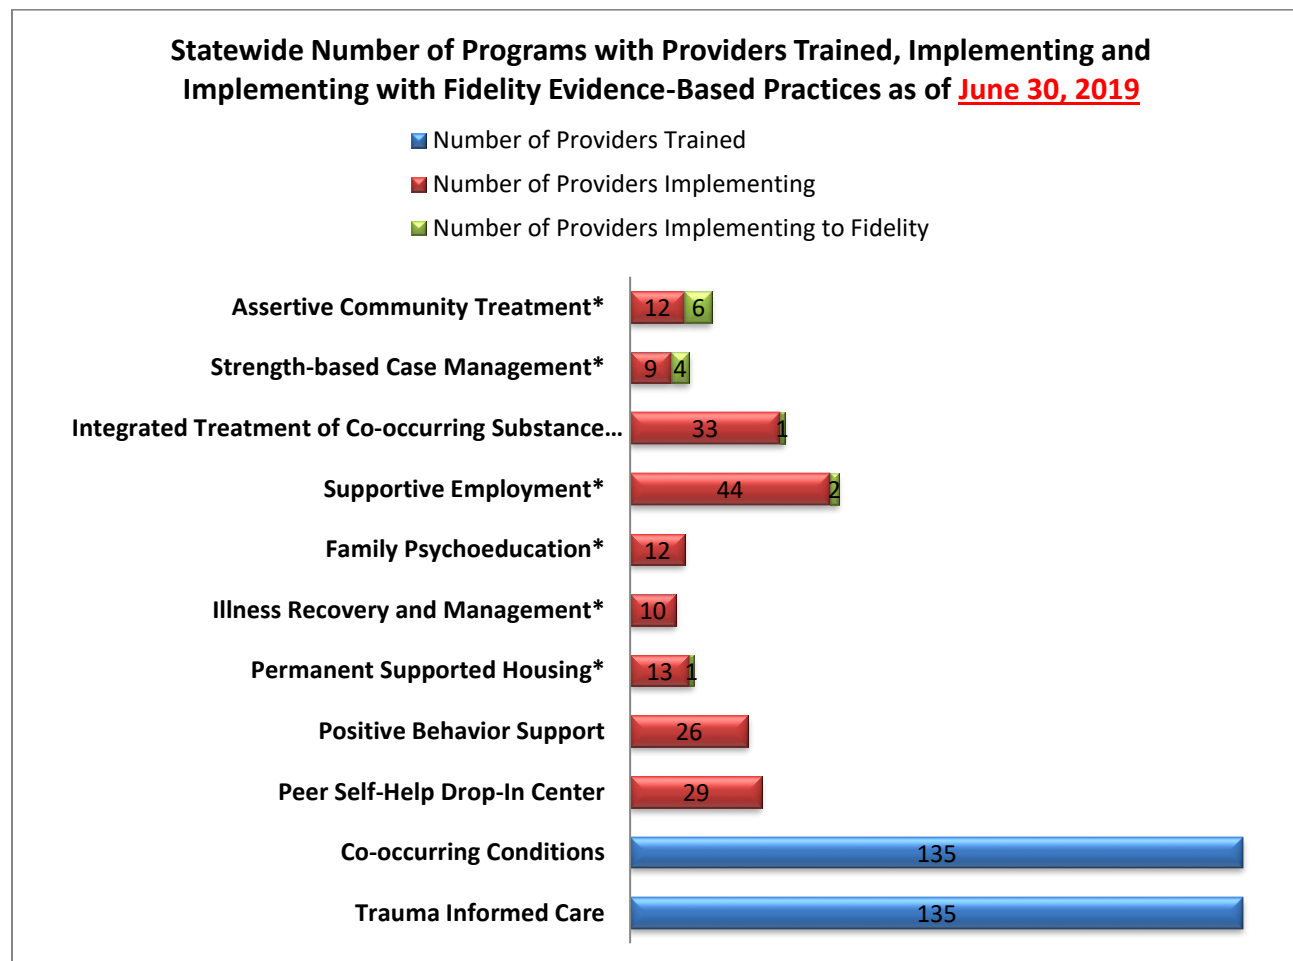 Statewide Number of Programs with Providers Trained, Implementing and
Implementing with Fidelity Evidence-Based Practices as of June 30, 2019
Number of Providers Trained
Number of Providers Implementing
Number of Providers Implementing to Fidelity
Assertive Community Treatment* 12 6
Strength-based Case Management* 9 4
Integrated Treatment of Co-occurring Substance… 33 1
Supportive Employment* 44 2
Family Psychoeducation* 12
Illness Recovery and Management* 10
Permanent Supported Housing* 13 1
Positive Behavior Support 26
Peer Self-Help Drop-In Center 29
Co-occurring Conditions 135
Trauma Informed Care 135